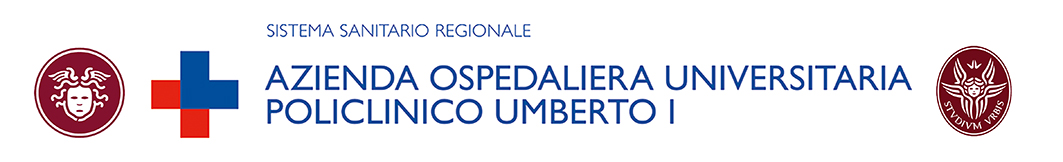 SISTEMA SANITARIO REGIONALE
AZIENDA OSPEDALIERA UNIVERSITARIA
POLICLINICO UMBERTO I
STVDIVM VRBIS